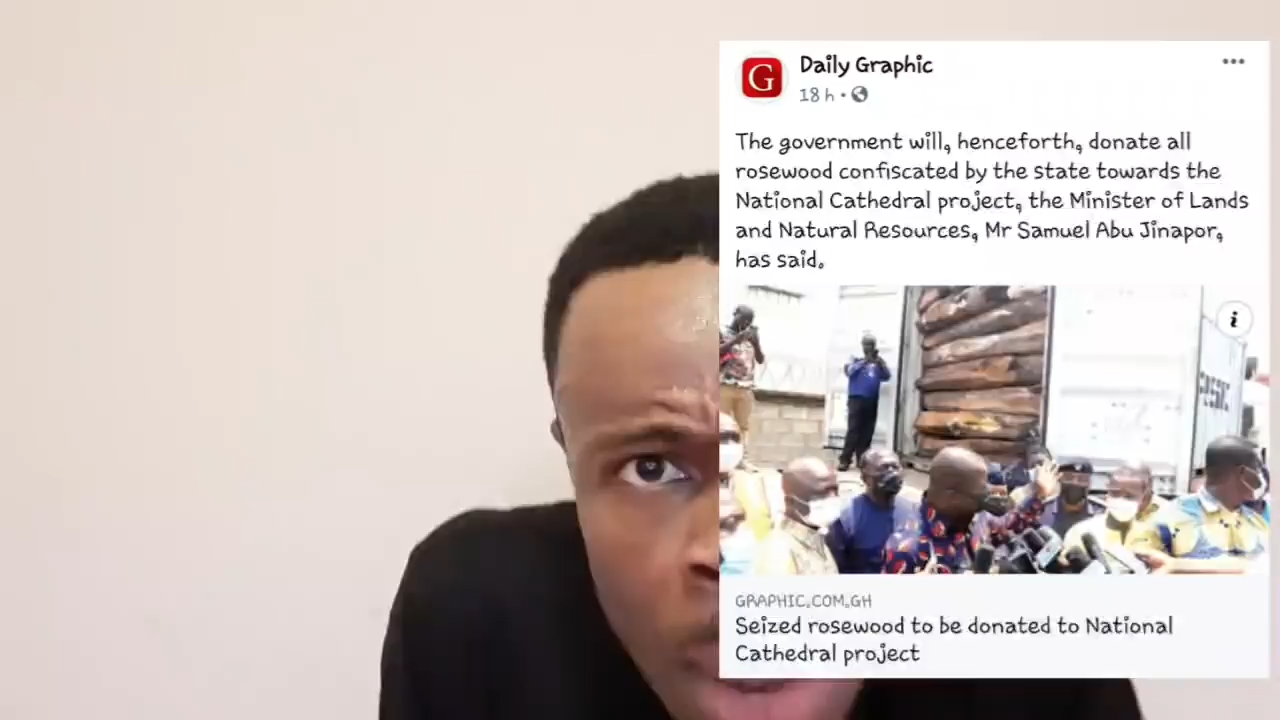 Daily Graphic
18 h •
The government will, henceforth, donate all
rosewood confiscated by the state towards the
National Cathedral project, the Minister of Lands
and Natural Resources, Mr Samuel Abu Jinapor,
has said.
GRAPHIC.COM.GH
Seized rosewood to be donated to National
Cathedral project